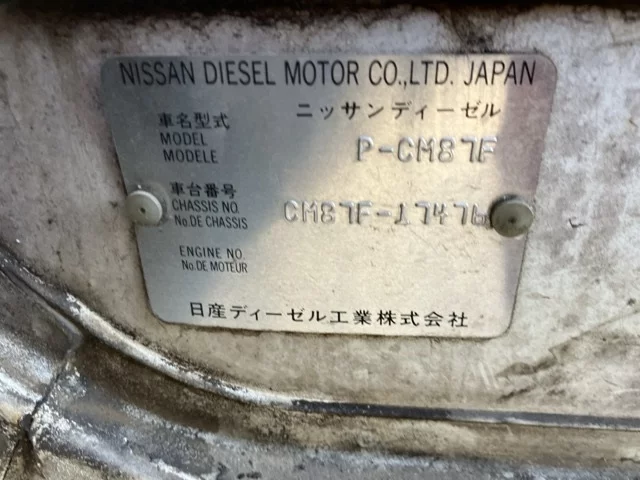 NISSAN DIESEL MOTOR CO.,LTD. JAPAN
ニッサンディーゼル
車名型式
MODEL
MODELE
P-CM87F
車台番号
CHASSIS NO.
No.DE CHASSIS
CM87F-17476
ENGINE NO.
No.DE MOTEUR
日産ディーゼル工業株式会社